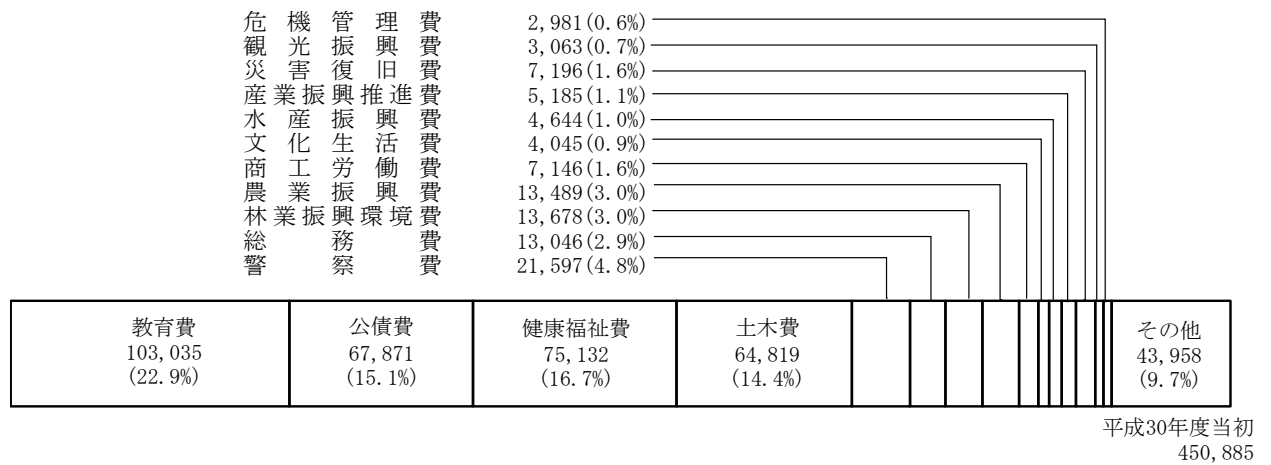 危機管理費 2,981(0.6%)
観光振興費 3,063(0.7%)
災害復旧費 7,196(1.6%)
産業振興推進費 5,185(1.1%)
水産振興費 4,644(1.0%)
文化生活費 4,045(0.9%)
商工労働費 7,146(1.6%)
農業振興費 13,489(3.0%)
林業振興環境費 13,678(3.0%)
総務費 13,046(2.9%)
警察費 21,597(4.8%)
教育費
103,035
(22.9%)
公債費
67,871
(15.1%)
健康福祉費
75,132
(16.7%)
土木費
64,819
(14.4%)
その他
43,958
(9.7%)
平成30年度当初
450,885